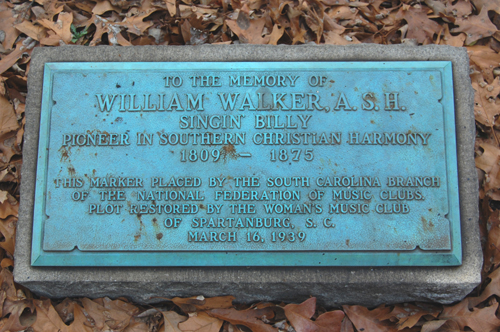 TO THE MEMORY OF
WILLIAM WALKER, A. S. H.
SINGIN BILLY
PIONEER IN SOUTHERN CHRISTIAN HARMONY
1809 – 1875
THIS MARKER PLACED BY THE SOUTH CAROLINA BRANCH
OF THE NATIONAL FEDERATION OF MUSIC CLUBS.
PLOT RESTORED BY THE WOMAN'S MUSIC CLUB
OF SPARTANBURG, S. C.
MARCH 16, 1939